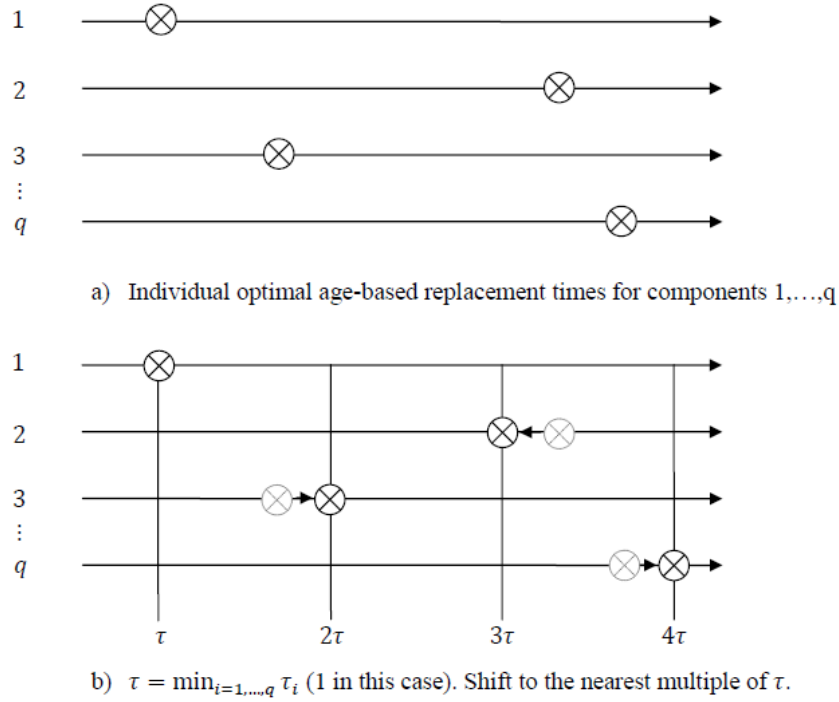 1
2
3
⋮
q
a) Individual optimal age-based replacement times for components 1,…,q
1
2
3
⋮
q
τ 2τ 3τ 4τ
b) τ = min_{i=1,…,q} τ_i (1 in this case). Shift to the nearest multiple of τ.